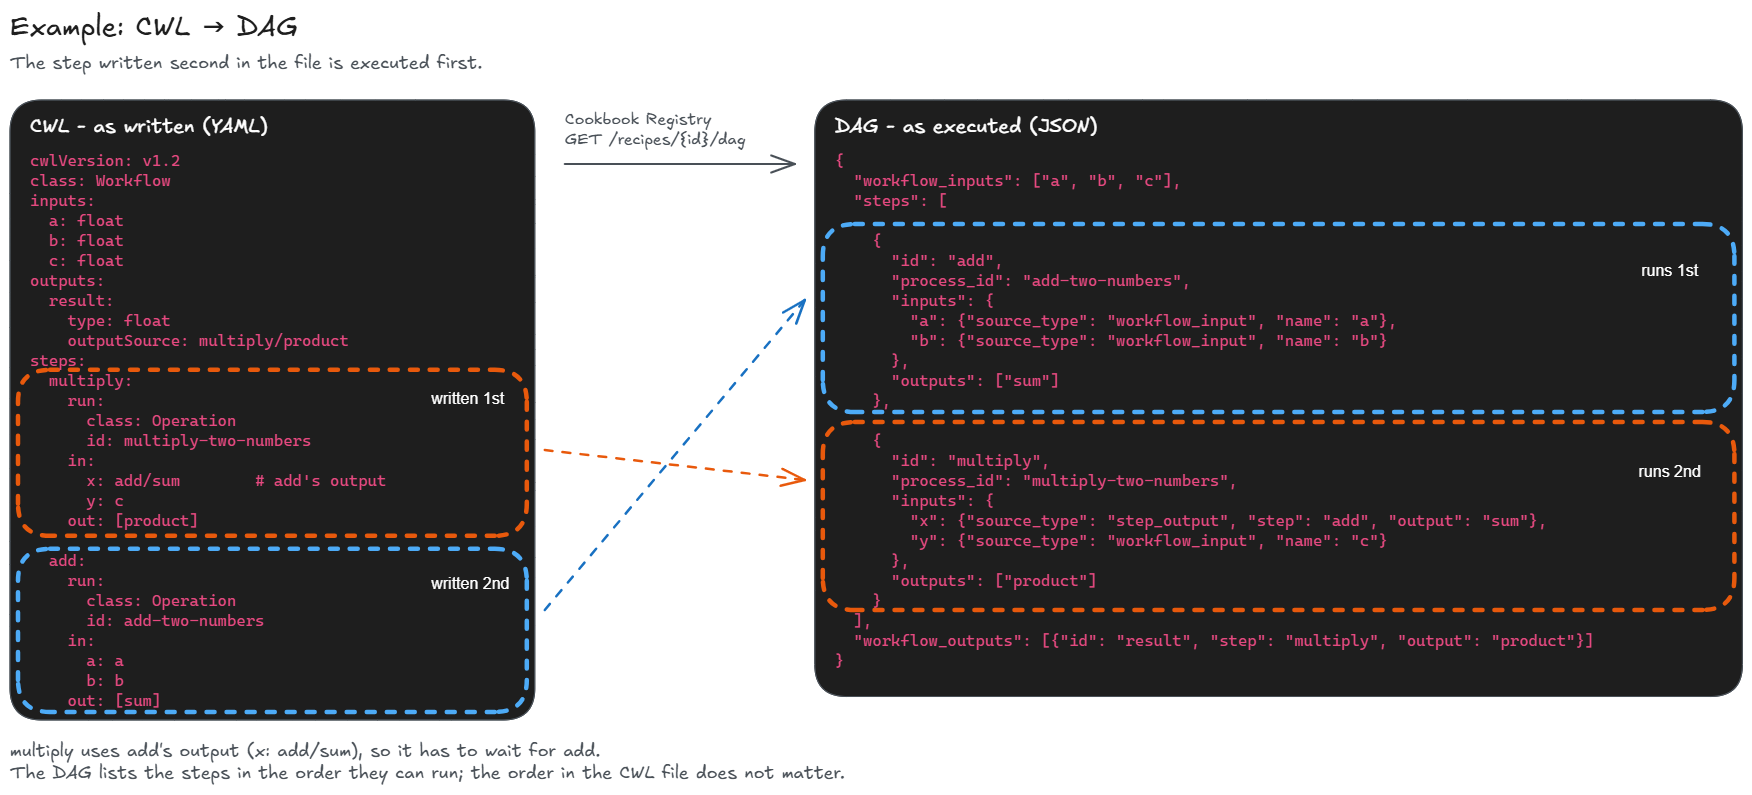 Example: CWL → DAG
The step written second in the file is executed first.
CWL - as written (YAML)
cwlVersion: v1.2
class: Workflow
inputs:
  a: float
  b: float
  c: float
outputs:
  result:
    type: float
    outputSource: multiply/product
steps:
  multiply:
written 1st
    run:
      class: Operation
      id: multiply-two-numbers
    in:
      x: add/sum        # add's output
      y: c
    out: [product]
  add:
written 2nd
    run:
      class: Operation
      id: add-two-numbers
    in:
      a: a
      b: b
    out: [sum]
Cookbook Registry
GET /recipes/{id}/dag
DAG - as executed (JSON)
{
  "workflow_inputs": ["a", "b", "c"],
  "steps": [
    {
      "id": "add",
runs 1st
      "process_id": "add-two-numbers",
      "inputs": {
        "a": {"source_type": "workflow_input", "name": "a"},
        "b": {"source_type": "workflow_input", "name": "b"}
      },
      "outputs": ["sum"]
    },
    {
      "id": "multiply",
runs 2nd
      "process_id": "multiply-two-numbers",
      "inputs": {
        "x": {"source_type": "step_output", "step": "add", "output": "sum"},
        "y": {"source_type": "workflow_input", "name": "c"}
      },
      "outputs": ["product"]
    }
  ],
  "workflow_outputs": [{"id": "result", "step": "multiply", "output": "product"}]
}
multiply uses add's output (x: add/sum), so it has to wait for add.
The DAG lists the steps in the order they can run; the order in the CWL file does not matter.